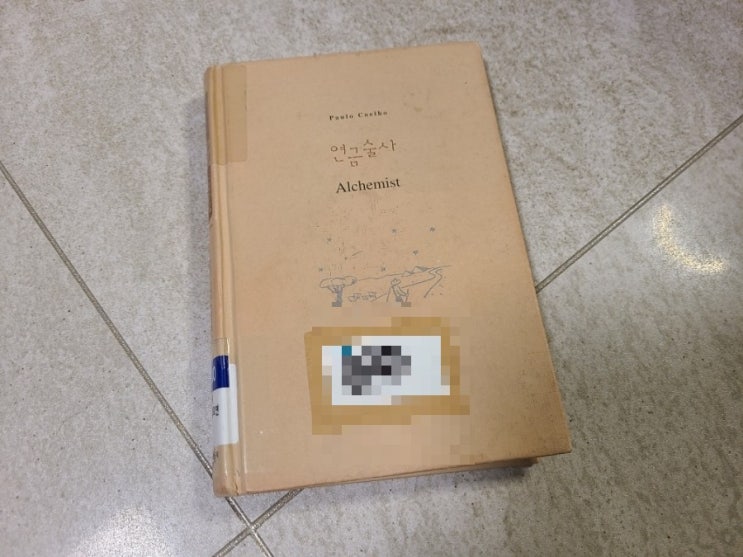 Paulo Coelho
연금술사
Alchemist